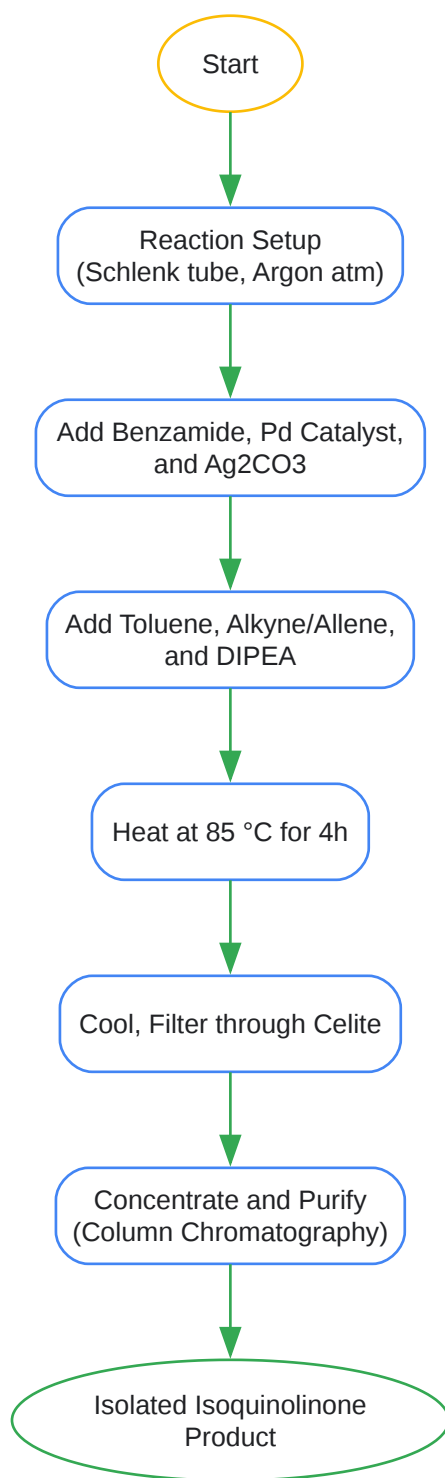 Start
Reaction Setup
(Schlenk tube, Argon atm)
Add Benzamide, Pd Catalyst,
and Ag2CO3
Add Toluene, Alkyne/Allene,
and DIPEA
Heat at 85 °C for 4h
Cool, Filter through Celite
Concentrate and Purify
(Column Chromatography)
Isolated Isoquinolinone
Product